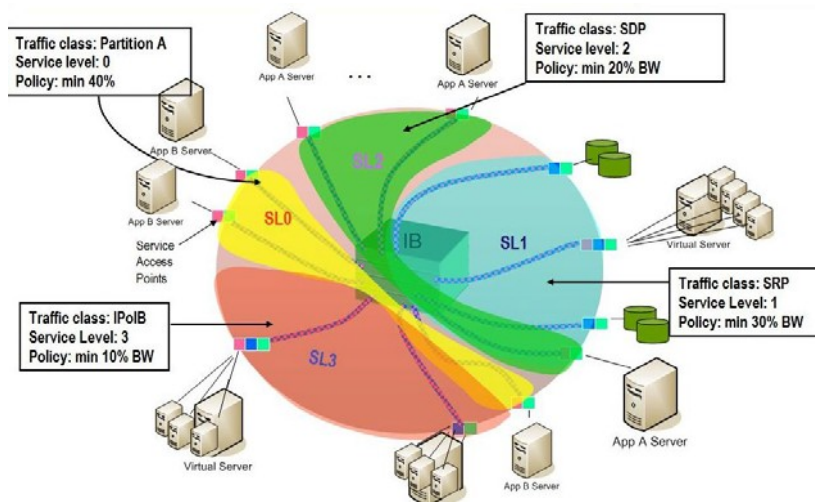 Traffic class: Partition A
Service level: 0
Policy: min 40%
App A Server
. . .
App A Server
Traffic class: SDP
Service level: 2
Policy: min 20% BW
App B Server
App B Server
Service
Access
Points
SL2
SL0
IB
SL1
SL3
Virtual Server
Traffic class: SRP
Service Level: 1
Policy: min 30% BW
Traffic class: IPoIB
Service Level: 3
Policy: min 10% BW
Virtual Server
App B Server
App A Server